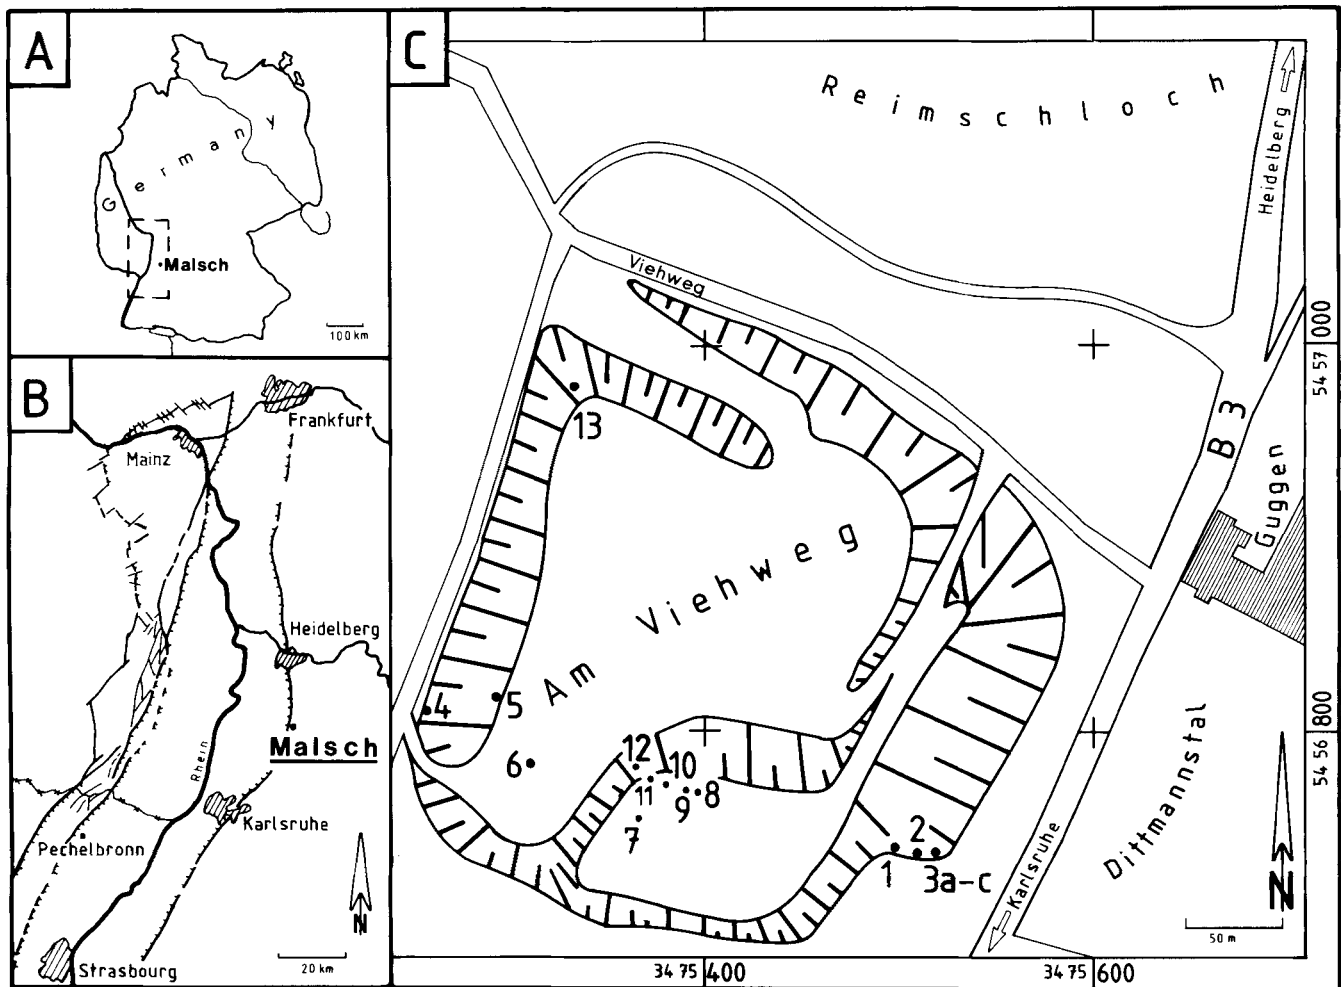 A
Germany
Malsch
100 km
B
Frankfurt
Mainz
Heidelberg
Malsch
Rhein
Karlsruhe
Pechelbronn
Strasbourg
N
20 km
C
Reimschloch
Heidelberg
Viehweg
54 57 000
B 3
13
Guggen
Am Viehweg
4
5
6
12
10
11
9
8
7
54 56 800
Dittmannstal
1
2
3a-c
Karlsruhe
N
50 m
34 75 400
34 75 600